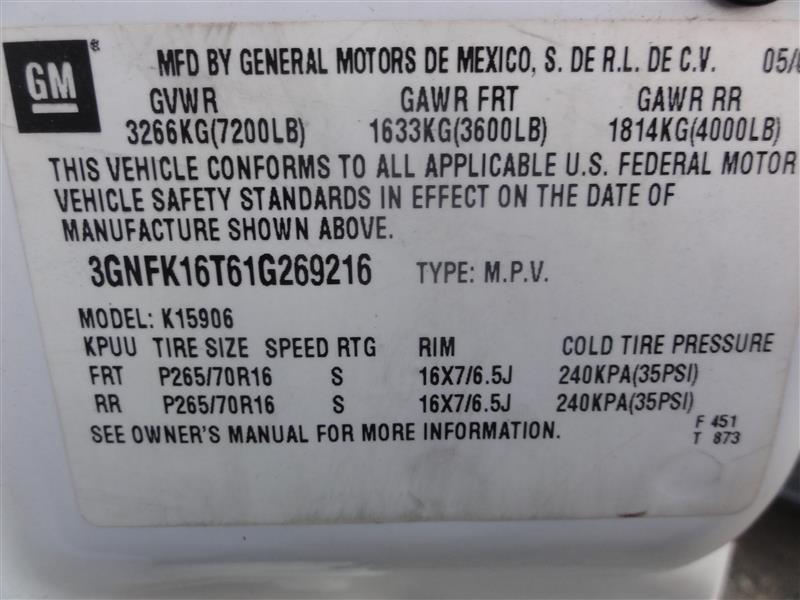 GM®
MFD BY GENERAL MOTORS DE MEXICO, S. DE R.L. DE C.V.
GVWR GAWR FRT GAWR RR
3266KG(7200LB) 1633KG(3600LB) 1814KG(4000LB)
THIS VEHICLE CONFORMS TO ALL APPLICABLE U.S. FEDERAL MOTOR
VEHICLE SAFETY STANDARDS IN EFFECT ON THE DATE OF
MANUFACTURE SHOWN ABOVE.
3GNFK16T61G269216 TYPE: M.P.V.
MODEL: K15906
KPUU TIRE SIZE SPEED RTG RIM COLD TIRE PRESSURE
FRT P265/70R16 S 16X7/6.5J 240KPA(35PSI)
RR P265/70R16 S 16X7/6.5J 240KPA(35PSI)
SEE OWNER'S MANUAL FOR MORE INFORMATION.
F 451
T 873